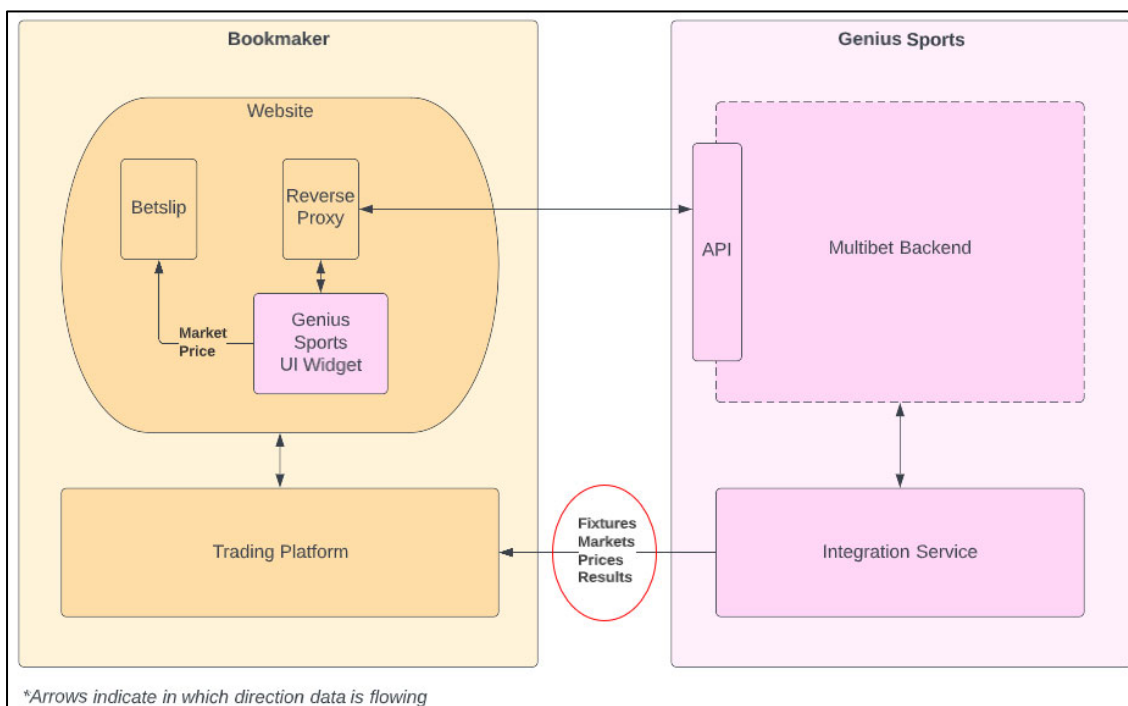 Bookmaker
Genius Sports
Website
Betslip
Reverse
Proxy
Market
Price
Genius
Sports
UI Widget
API
Multibet Backend
Trading Platform
Fixtures
Markets
Prices
Results
Integration Service
*Arrows indicate in which direction data is flowing